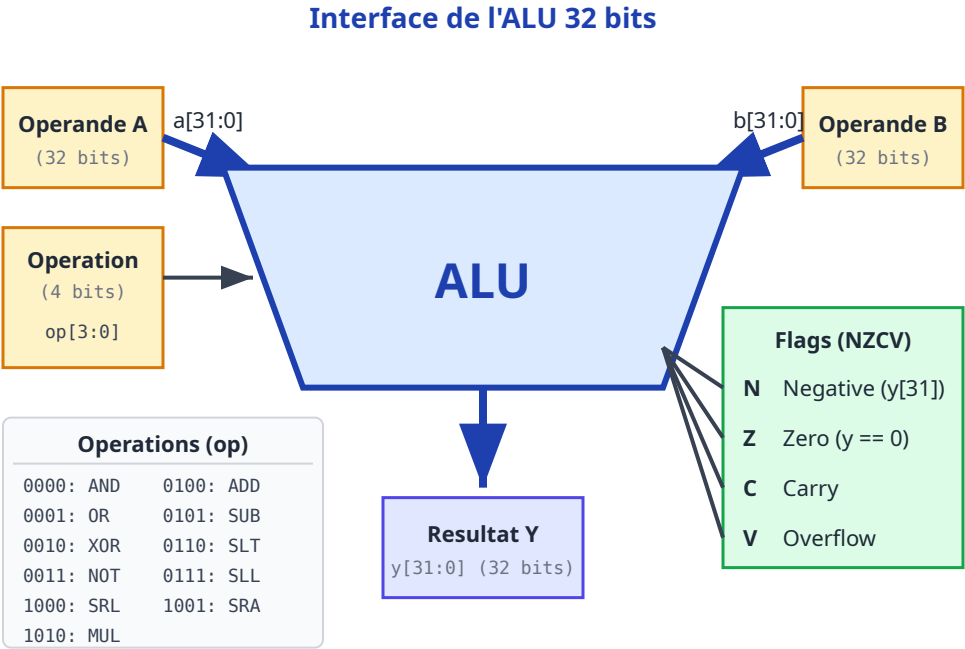 Interface de l'ALU 32 bits
Operande A
(32 bits)
a[31:0]
b[31:0]
Operande B
(32 bits)
Operation
(4 bits)
op[3:0]
ALU
Flags (NZCV)
N Negative (y[31])
Z Zero (y == 0)
C Carry
V Overflow
Operations (op)
0000: AND 0100: ADD
0001: OR 0101: SUB
0010: XOR 0110: SLT
0011: NOT 0111: SLL
1000: SRL 1001: SRA
1010: MUL
Resultat Y
y[31:0] (32 bits)